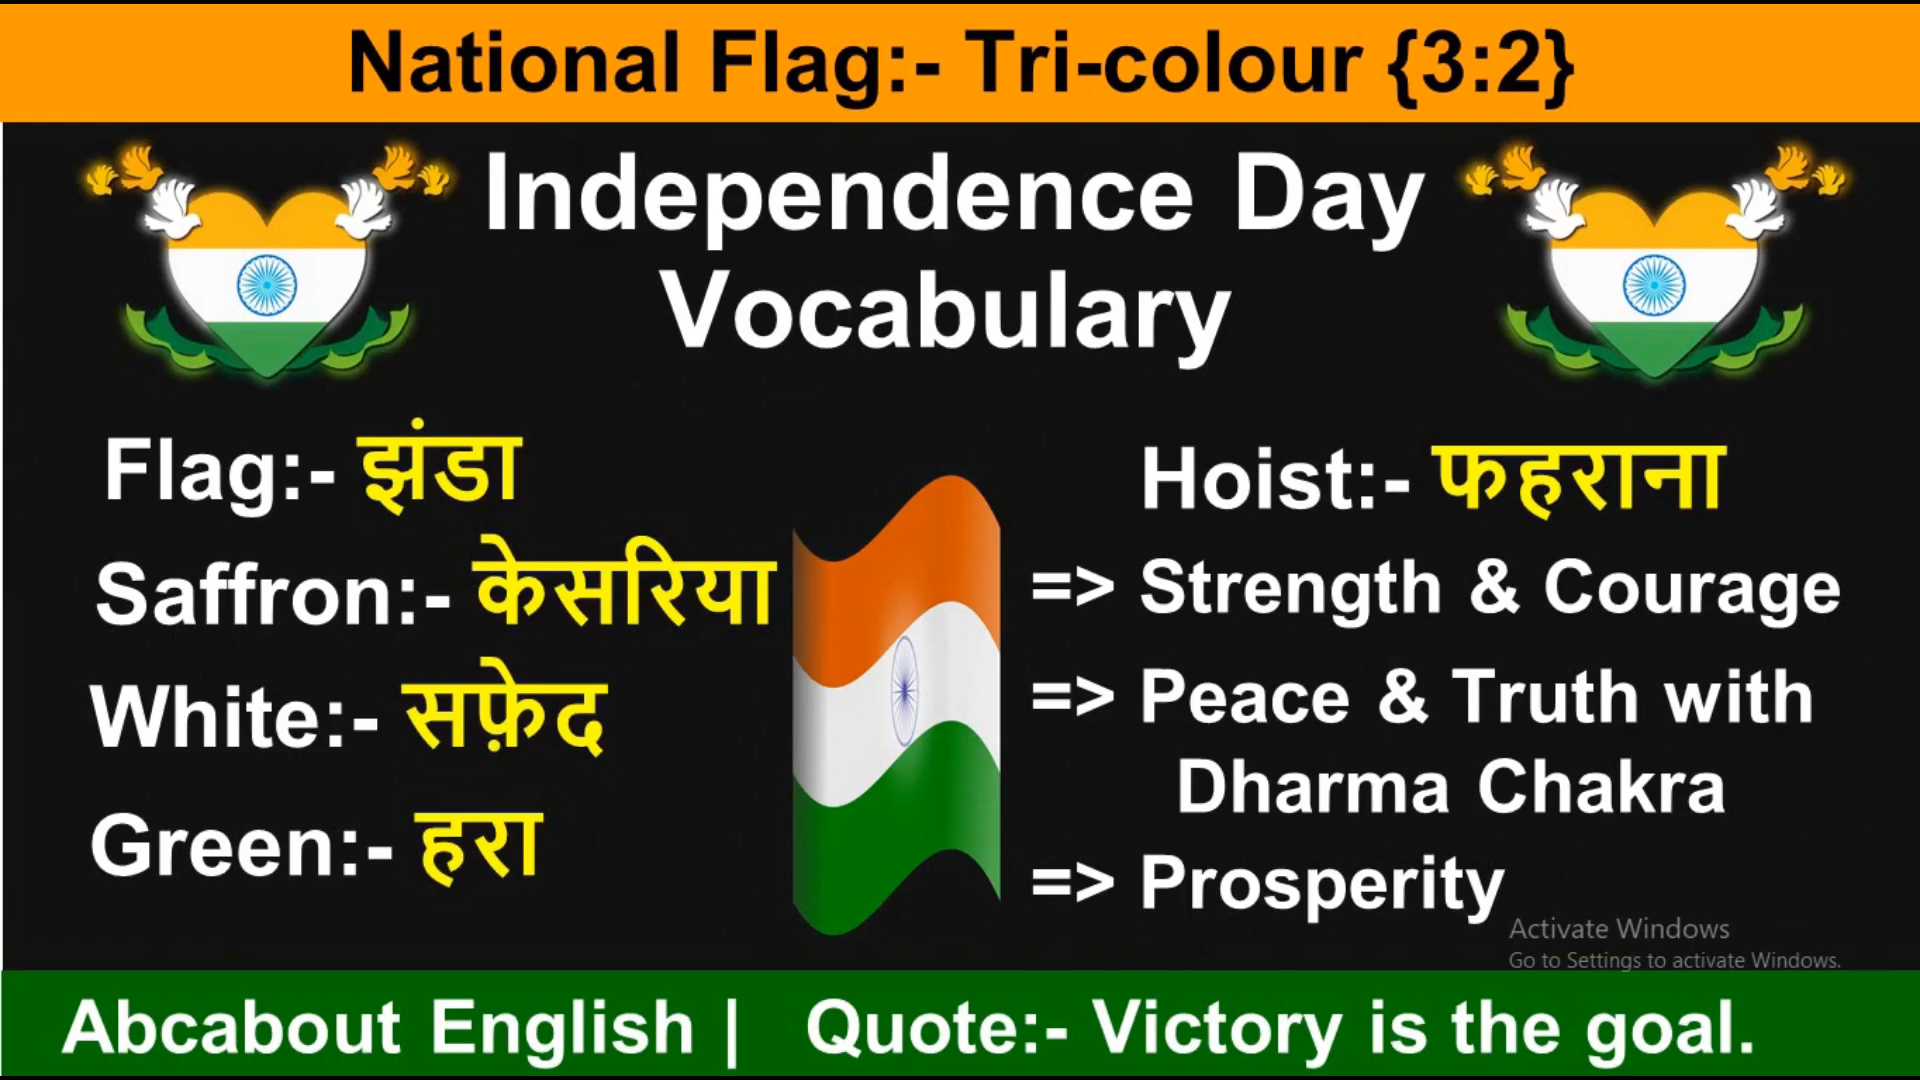 National Flag:- Tri-colour {3:2}
Independence Day
Vocabulary
Flag:- झंडा
Hoist:- फहराना
Saffron:- केसरिया
=> Strength & Courage
White:- सफ़ेद
=> Peace & Truth with
Dharma Chakra
Green:- हरा
=> Prosperity
Activate Windows
Go to Settings to activate Windows.
Abcabout English | Quote:- Victory is the goal.